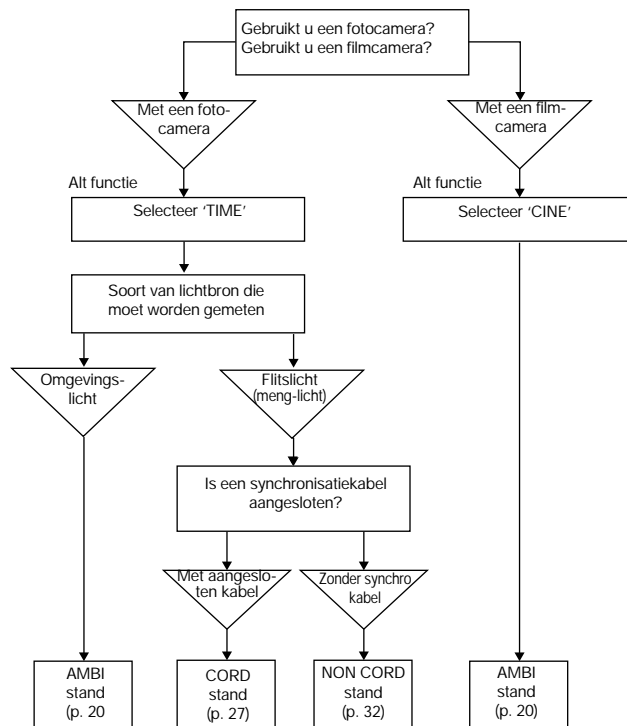 Gebruikt u een fotocamera?
Gebruikt u een filmcamera?
Met een foto-
camera
Met een film-
camera
Alt functie
Alt functie
Selecteer ‘TIME’
Selecteer ‘CINE’
Soort van lichtbron die
moet worden gemeten
Omgevings-
licht
Flitslicht
(meng-licht)
Is een synchronisatiekabel
aangesloten?
Met aangeslo-
ten kabel
Zonder synchro
kabel
AMBI
stand
(p. 20
CORD
stand
(p. 27)
NON CORD
stand
(p. 32)
AMBI
stand
(p. 20)